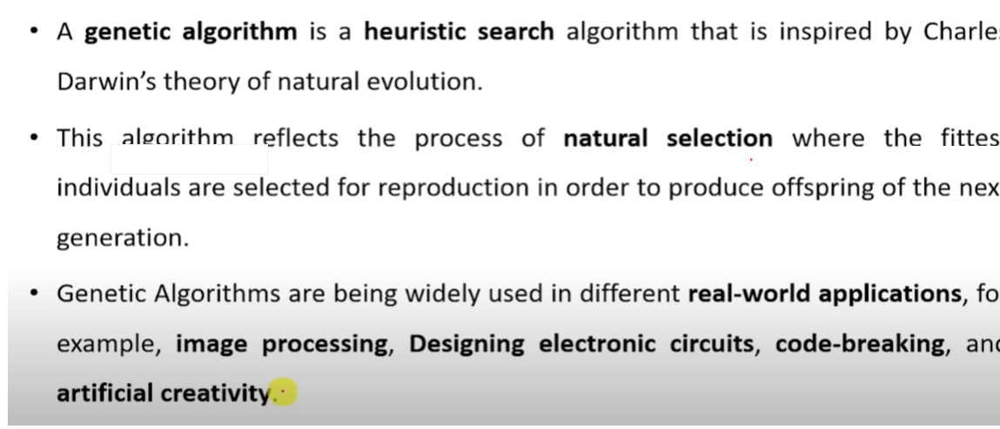 • A genetic algorithm is a heuristic search algorithm that is inspired by Charle
Darwin's theory of natural evolution.
• This algorithm reflects the process of natural selection where the fittes
individuals are selected for reproduction in order to produce offspring of the nex
generation.
• Genetic Algorithms are being widely used in different real-world applications, fo
example, image processing, Designing electronic circuits, code-breaking, an
artificial creativity.